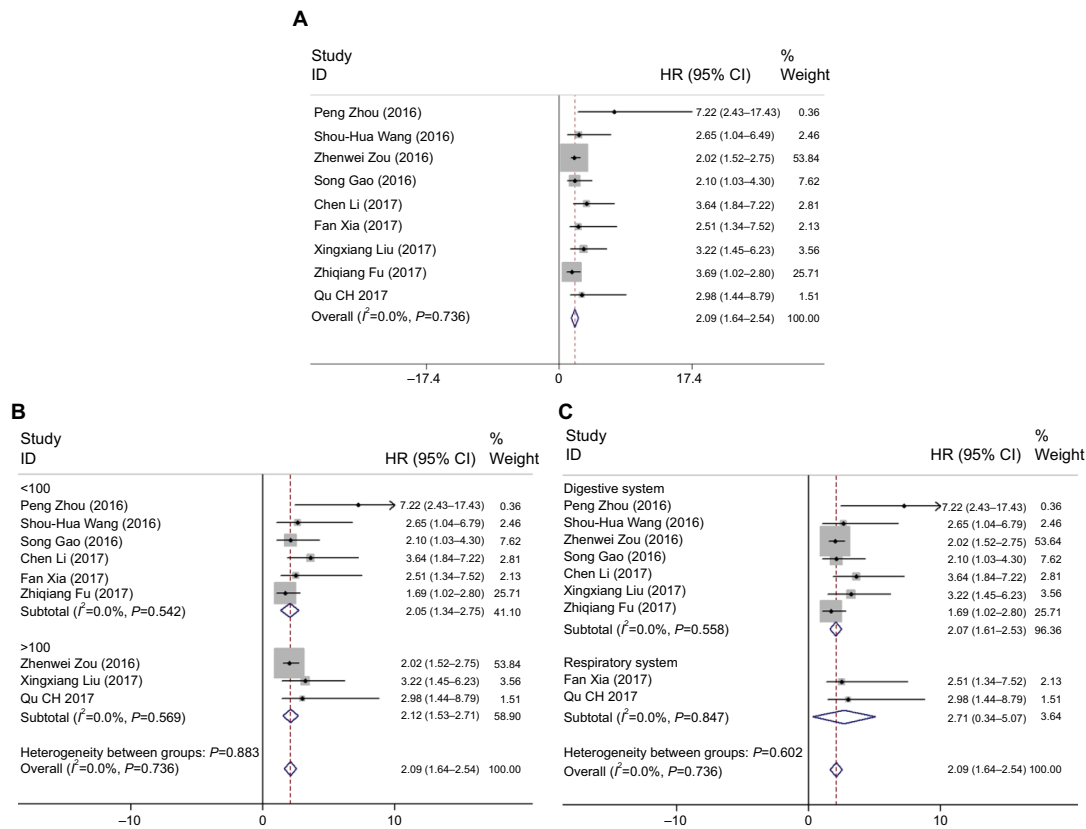 A
Study
ID
HR (95% CI)
%
Weight
Peng Zhou (2016) 7.22 (2.43–17.43) 0.36
Shou-Hua Wang (2016) 2.65 (1.04–6.49) 2.46
Zhenwei Zou (2016) 2.02 (1.52–2.75) 53.84
Song Gao (2016) 2.10 (1.03–4.30) 7.62
Chen Li (2017) 3.64 (1.84–7.22) 2.81
Fan Xia (2017) 2.51 (1.34–7.52) 2.13
Xingxiang Liu (2017) 3.22 (1.45–6.23) 3.56
Zhiqiang Fu (2017) 3.69 (1.02–2.80) 25.71
Qu CH 2017 2.98 (1.44–8.79) 1.51
Overall (I²=0.0%, P=0.736) 2.09 (1.64–2.54) 100.00
–17.4 0 17.4
B
Study
ID
HR (95% CI)
%
Weight
<100
Peng Zhou (2016) 7.22 (2.43–17.43) 0.36
Shou-Hua Wang (2016) 2.65 (1.04–6.79) 2.46
Song Gao (2016) 2.10 (1.03–4.30) 7.62
Chen Li (2017) 3.64 (1.84–7.22) 2.81
Fan Xia (2017) 2.51 (1.34–7.52) 2.13
Zhiqiang Fu (2017) 1.69 (1.02–2.80) 25.71
Subtotal (I²=0.0%, P=0.542) 2.05 (1.34–2.75) 41.10
>100
Zhenwei Zou (2016) 2.02 (1.52–2.75) 53.84
Xingxiang Liu (2017) 3.22 (1.45–6.23) 3.56
Qu CH 2017 2.98 (1.44–8.79) 1.51
Subtotal (I²=0.0%, P=0.569) 2.12 (1.53–2.71) 58.90
Heterogeneity between groups: P=0.883
Overall (I²=0.0%, P=0.736) 2.09 (1.64–2.54) 100.00
–10 0 10
C
Study
ID
HR (95% CI)
%
Weight
Digestive system
Peng Zhou (2016) 7.22 (2.43–17.43) 0.36
Shou-Hua Wang (2016) 2.65 (1.04–6.79) 2.46
Zhenwei Zou (2016) 2.02 (1.52–2.75) 53.64
Song Gao (2016) 2.10 (1.03–4.30) 7.62
Chen Li (2017) 3.64 (1.84–7.22) 2.81
Xingxiang Liu (2017) 3.22 (1.45–6.23) 3.56
Zhiqiang Fu (2017) 1.69 (1.02–2.80) 25.71
Subtotal (I²=0.0%, P=0.558) 2.07 (1.61–2.53) 96.36
Respiratory system
Fan Xia (2017) 2.51 (1.34–7.52) 2.13
Qu CH 2017 2.98 (1.44–8.79) 1.51
Subtotal (I²=0.0%, P=0.847) 2.71 (0.34–5.07) 3.64
Heterogeneity between groups: P=0.602
Overall (I²=0.0%, P=0.736) 2.09 (1.64–2.54) 100.00
–10 0 10